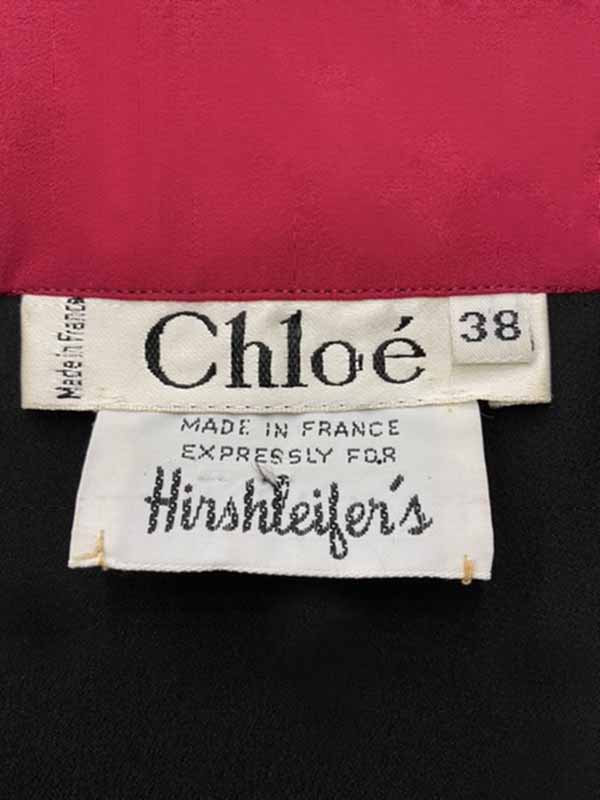 Made in France
Chloé
38
MADE IN FRANCE
EXPRESSLY FOR
Hirshleifer's